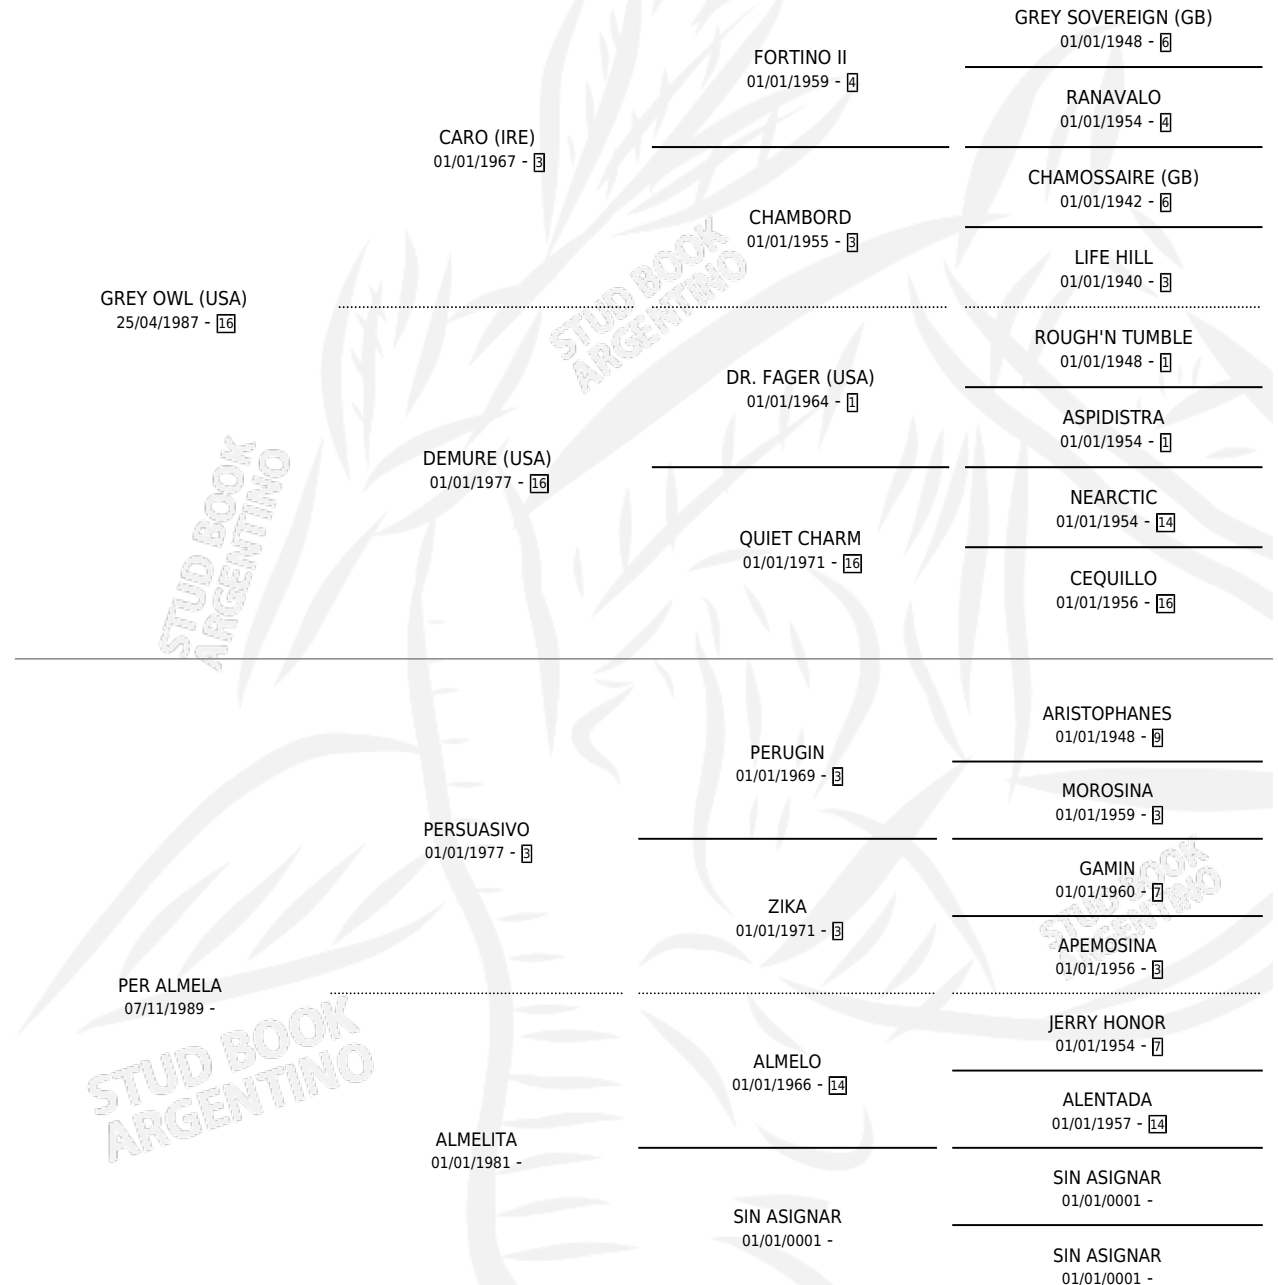 GREY SOVEREIGN (GB)
01/01/1948 - 6
FORTINO II
01/01/1959 - 4
RANAVALO
01/01/1954 - 4
CARO (IRE)
01/01/1967 - 3
CHAMOSSAIRE (GB)
01/01/1942 - 6
CHAMBORD
01/01/1955 - 3
LIFE HILL
01/01/1940 - 3
GREY OWL (USA)
25/04/1987 - 16
ROUGH'N TUMBLE
01/01/1948 - 1
DR. FAGER (USA)
01/01/1964 - 1
ASPIDISTRA
01/01/1954 - 1
DEMURE (USA)
01/01/1977 - 16
NEARCTIC
01/01/1954 - 14
QUIET CHARM
01/01/1971 - 16
CEQUILLO
01/01/1956 - 16
ARISTOPHANES
01/01/1948 - 9
PERUGIN
01/01/1969 - 3
MOROSINA
01/01/1959 - 3
PERSUASIVO
01/01/1977 - 3
GAMIN
01/01/1960 - 7
ZIKA
01/01/1971 - 3
APEMOSINA
01/01/1956 - 3
PER ALMELA
07/11/1989 -
JERRY HONOR
01/01/1954 - 7
ALMELO
01/01/1966 - 14
ALENTADA
01/01/1957 - 14
ALMELITA
01/01/1981 -
SIN ASIGNAR
01/01/0001 -
SIN ASIGNAR
01/01/0001 -
SIN ASIGNAR
01/01/0001 -
STUD BOOK
ARGENTINO
STUD BOOK
ARGENTINO
STUD BOOK
ARGENTINO
STUD BOOK
ARGENTINO